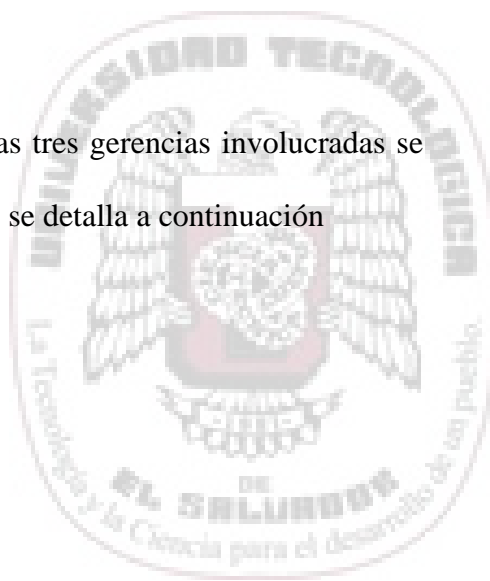 UNIVERSIDAD TECNOLOGICA
as tres gerencias involucradas se
se detalla a continuación
La Tecnología y la Ciencia para el desarrollo de un pueblo.
DE
EL SALVADOR